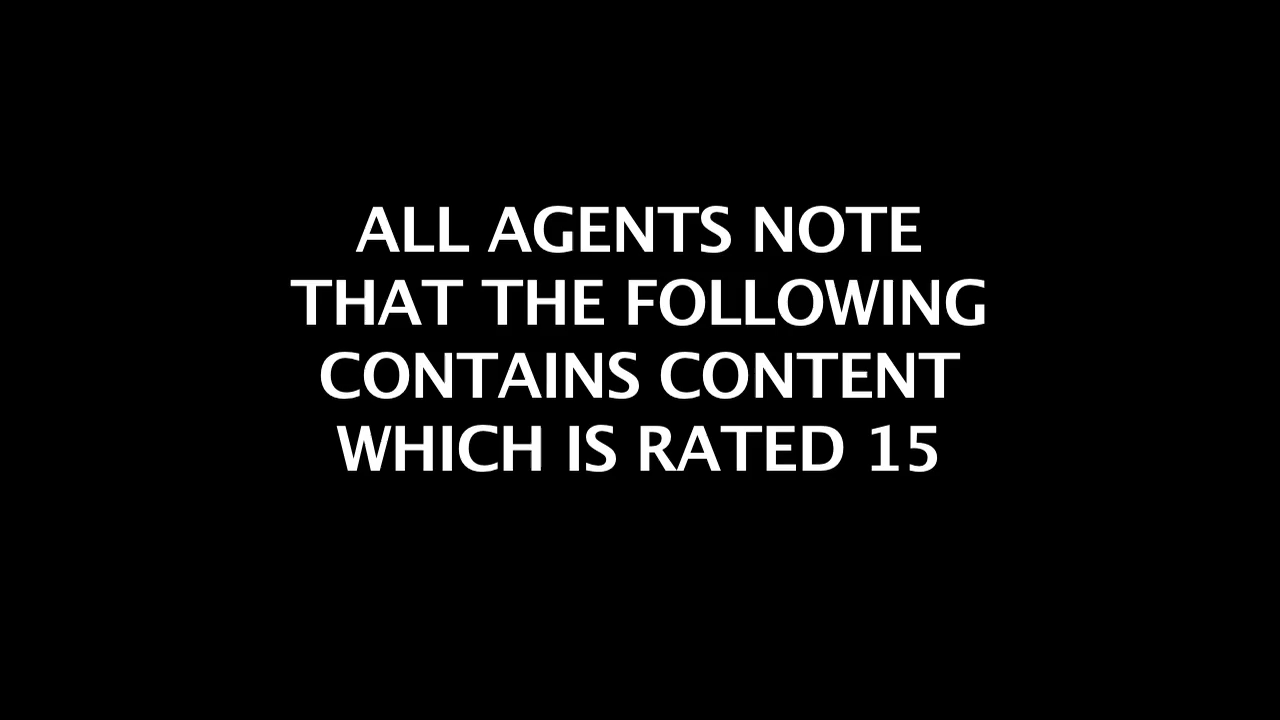 ALL AGENTS NOTE
THAT THE FOLLOWING
CONTAINS CONTENT
WHICH IS RATED 15